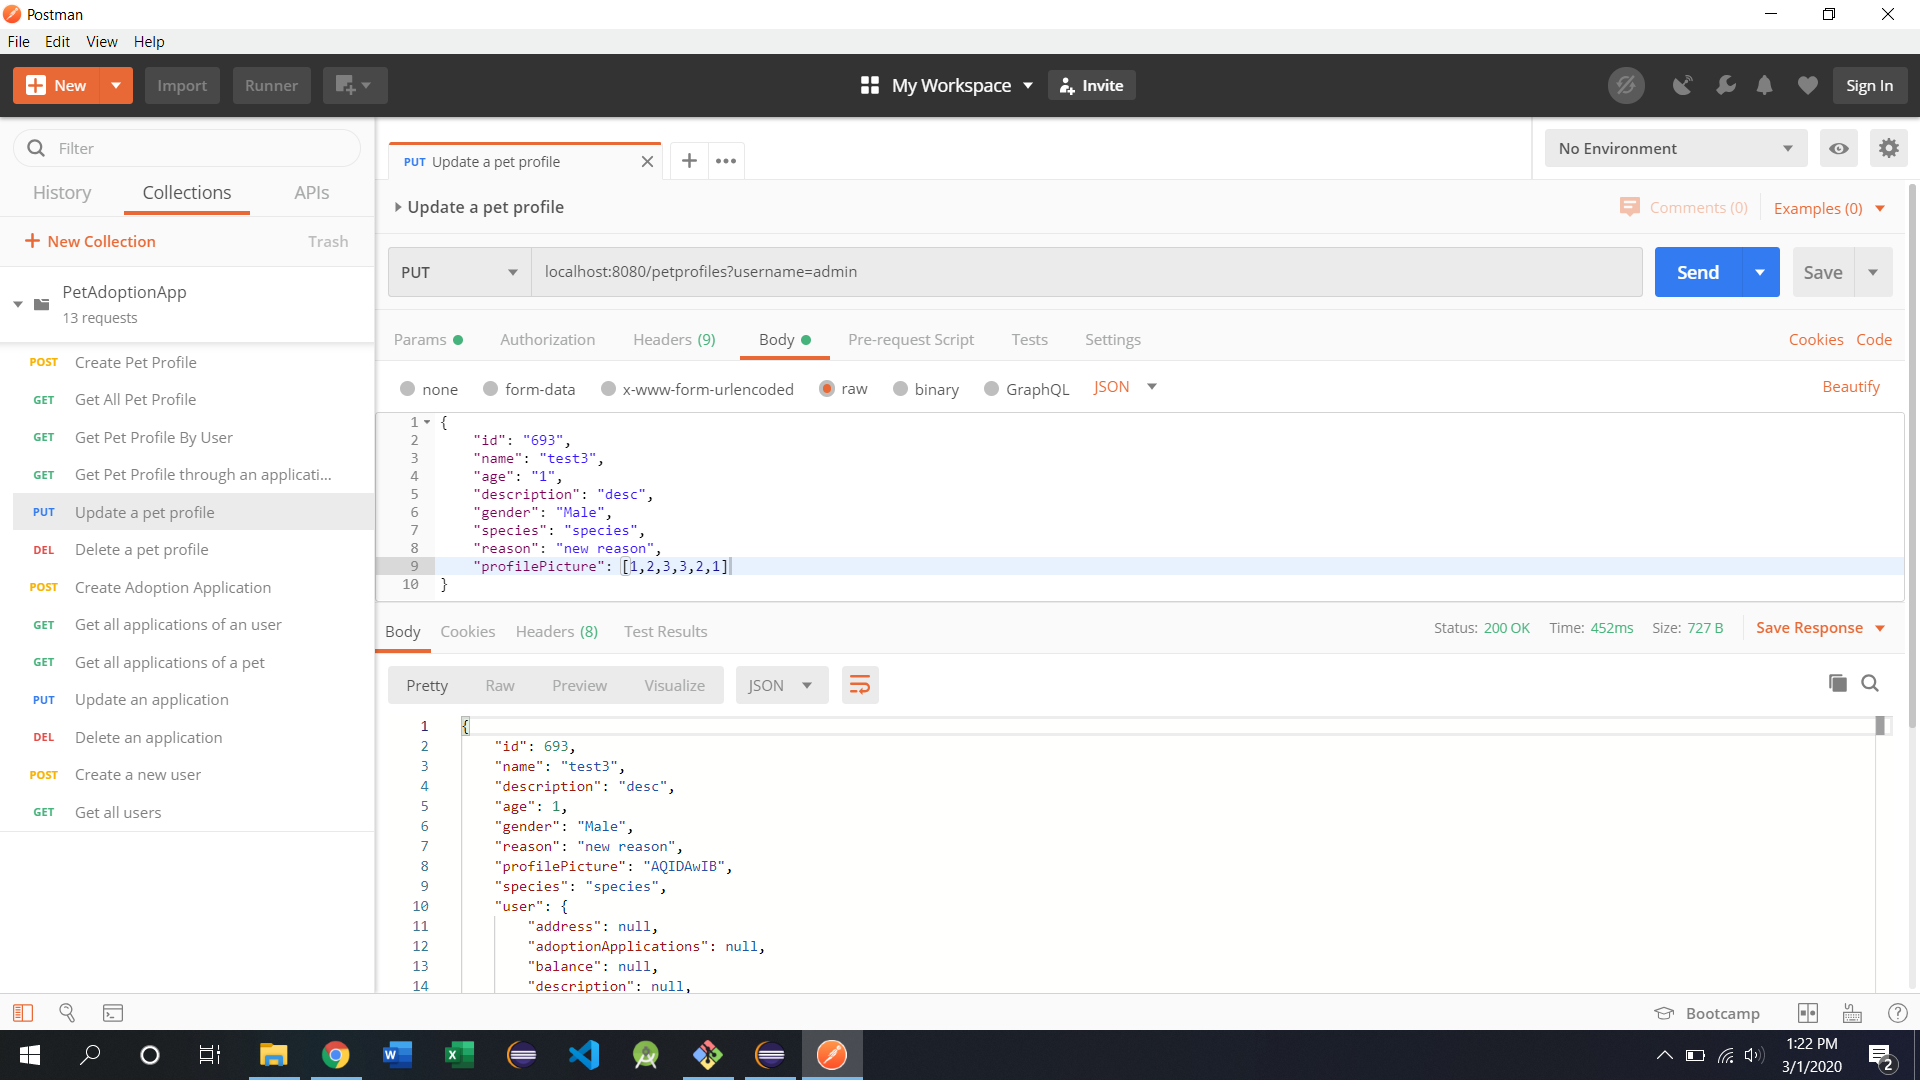 Postman
File Edit View Help
New Import Runner My Workspace Invite Sign In
Filter
History Collections APIs
New Collection Trash
PetAdoptionApp
13 requests
POST Create Pet Profile
GET Get All Pet Profile
GET Get Pet Profile By User
GET Get Pet Profile through an applicati...
PUT Update a pet profile
DEL Delete a pet profile
POST Create Adoption Application
GET Get all applications of an user
GET Get all applications of a pet
PUT Update an application
DEL Delete an application
POST Create a new user
GET Get all users
PUT Update a pet profile
No Environment
Update a pet profile
Comments (0) Examples (0)
PUT localhost:8080/petprofiles?username=admin Send Save
Params Authorization Headers (9) Body Pre-request Script Tests Settings Cookies Code
none form-data x-www-form-urlencoded raw binary GraphQL JSON Beautify
1 {
2 "id": "693",
3 "name": "test3",
4 "age": "1",
5 "description": "desc",
6 "gender": "Male",
7 "species": "species",
8 "reason": "new reason",
9 "profilePicture": [1,2,3,3,2,1]
10 }
Body Cookies Headers (8) Test Results Status: 200 OK Time: 452ms Size: 727 B Save Response
Pretty Raw Preview Visualize JSON
1 {
2 "id": 693,
3 "name": "test3",
4 "description": "desc",
5 "age": 1,
6 "gender": "Male",
7 "reason": "new reason",
8 "profilePicture": "AQIDAwIB",
9 "species": "species",
10 "user": {
11 "address": null,
12 "adoptionApplications": null,
13 "balance": null,
14 "description": null,
Bootcamp
1:22 PM
3/1/2020
2